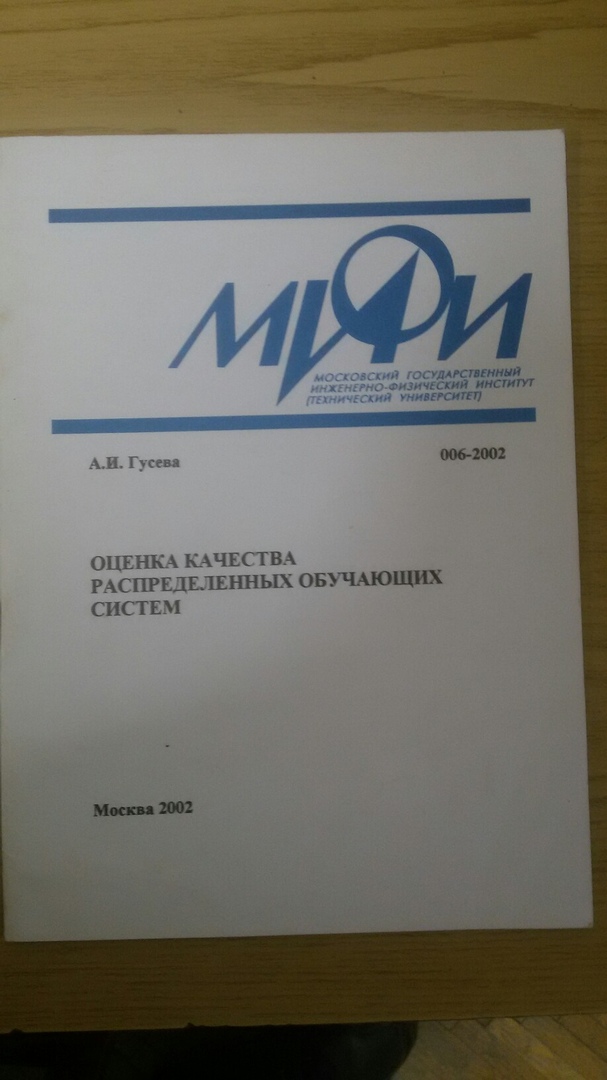 МИФИ
МОСКОВСКИЙ ГОСУДАРСТВЕННЫЙ
ИНЖЕНЕРНО-ФИЗИЧЕСКИЙ ИНСТИТУТ
(ТЕХНИЧЕСКИЙ УНИВЕРСИТЕТ)
А.И. Гусева 006-2002
ОЦЕНКА КАЧЕСТВА
РАСПРЕДЕЛЕННЫХ ОБУЧАЮЩИХ
СИСТЕМ
Москва 2002